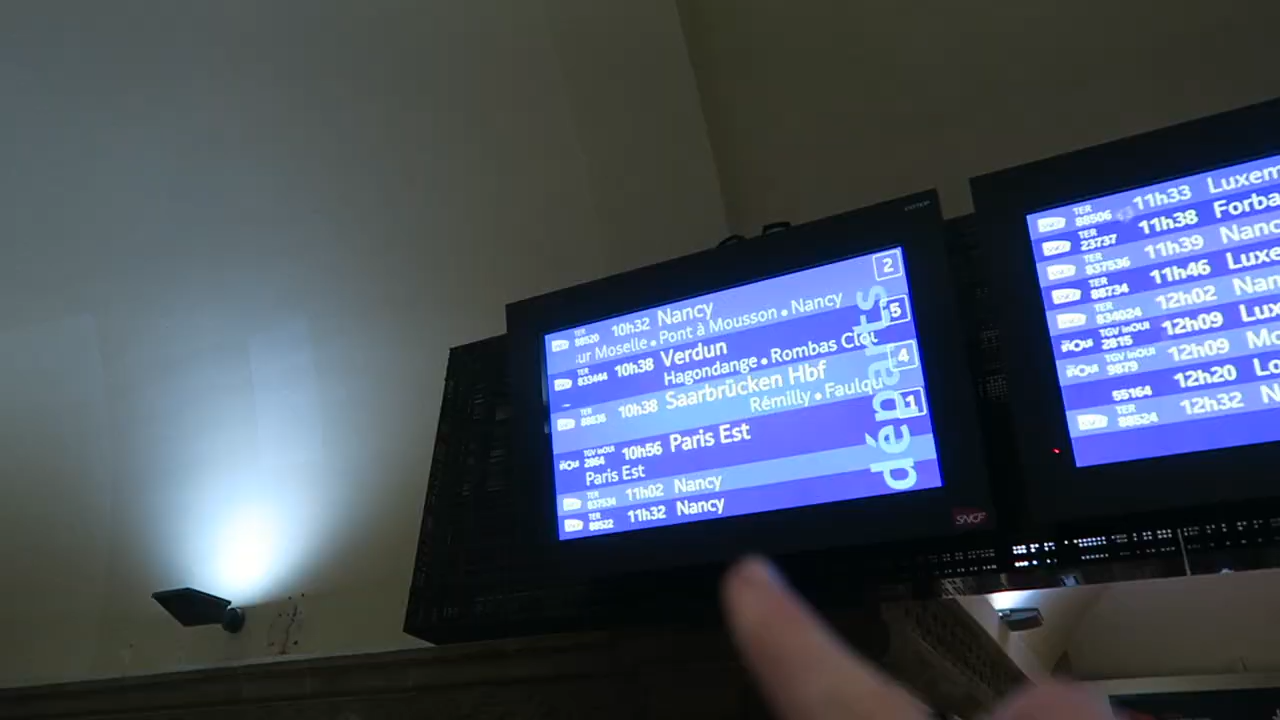 TER
88520
10h32 Nancy
2
ur Moselle • Pont à Mousson • Nancy
TER
833444
10h38 Verdun
5
Hagondange • Rombas Clou
TER
88835
10h38 Saarbrücken Hbf
4
Rémilly • Faulqu
TGV inOUI
2864
10h56 Paris Est
1
Paris Est
TER
837534
11h02 Nancy
TER
88522
11h32 Nancy
départs
SNCF
TER
88506
11h33 Luxem
TER
23737
11h38 Forba
TER
837536
11h39 Nanc
TER
88734
11h46 Luxe
TER
834024
12h02 Nan
TGV inOUI
2815
12h09 Lux
TGV inOUI
9879
12h09 Mo
55164
12h20 Lo
TER
88524
12h32 N